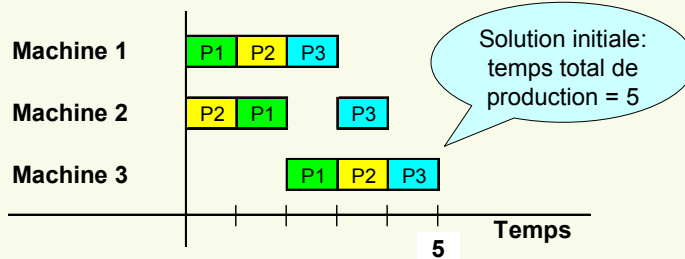 Machine 1
P1 P2 P3
Solution initiale:
temps total de
production = 5
Machine 2
P2 P1 P3
Machine 3
P1 P2 P3
Temps
5